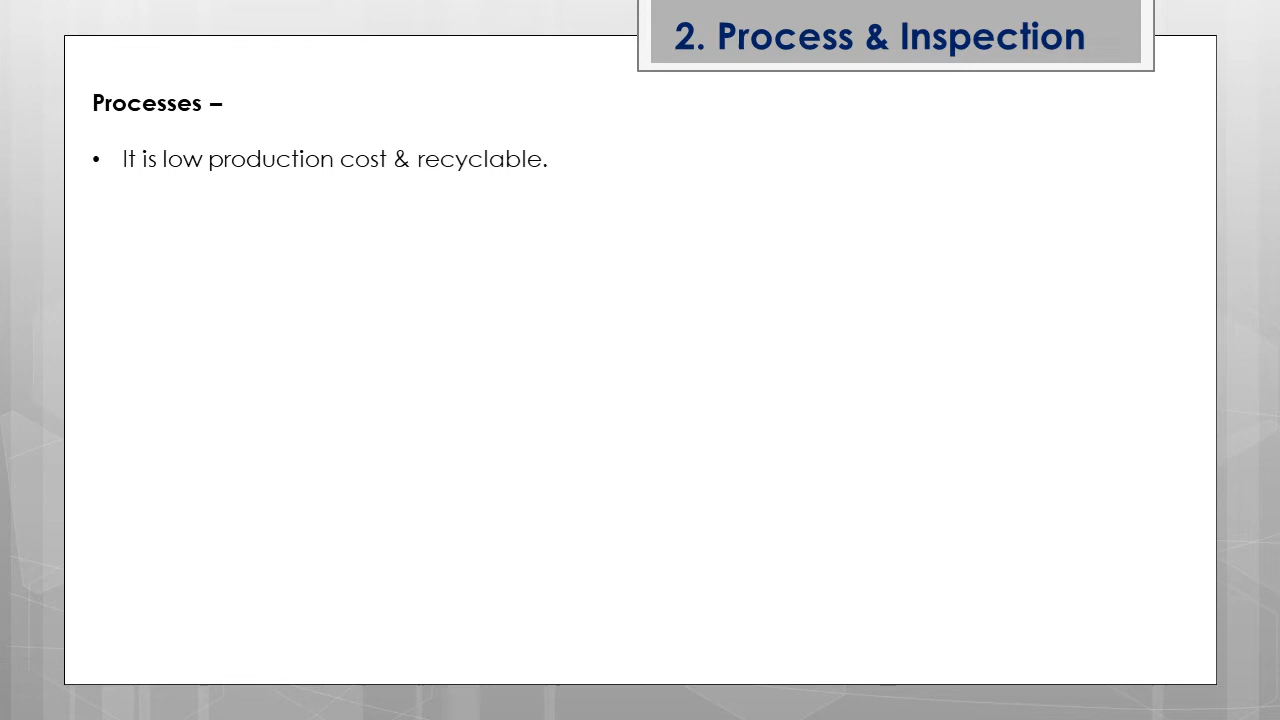 2. Process & Inspection
Processes –
• It is low production cost & recyclable.